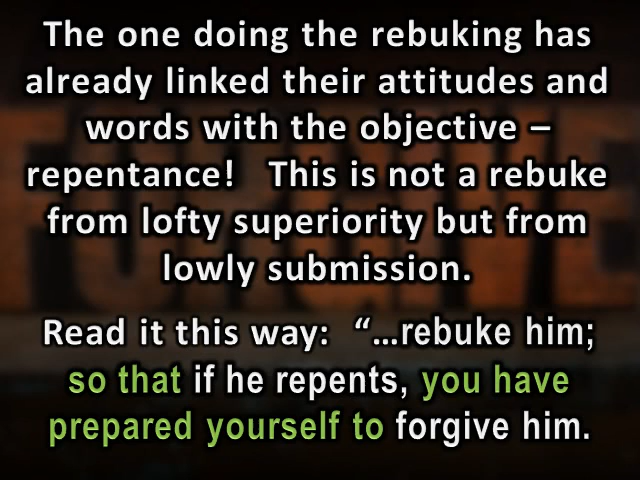 The one doing the rebuking has
already linked their attitudes and
words with the objective –
repentance!   This is not a rebuke
from lofty superiority but from
lowly submission.
Read it this way:  “…rebuke him;
so that if he repents, you have
prepared yourself to forgive him.
FORGIVE